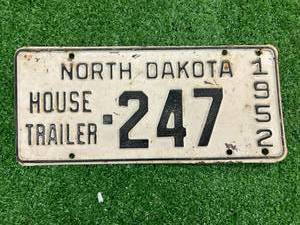 NORTH DAKOTA
HOUSE
TRAILER
-247
1952